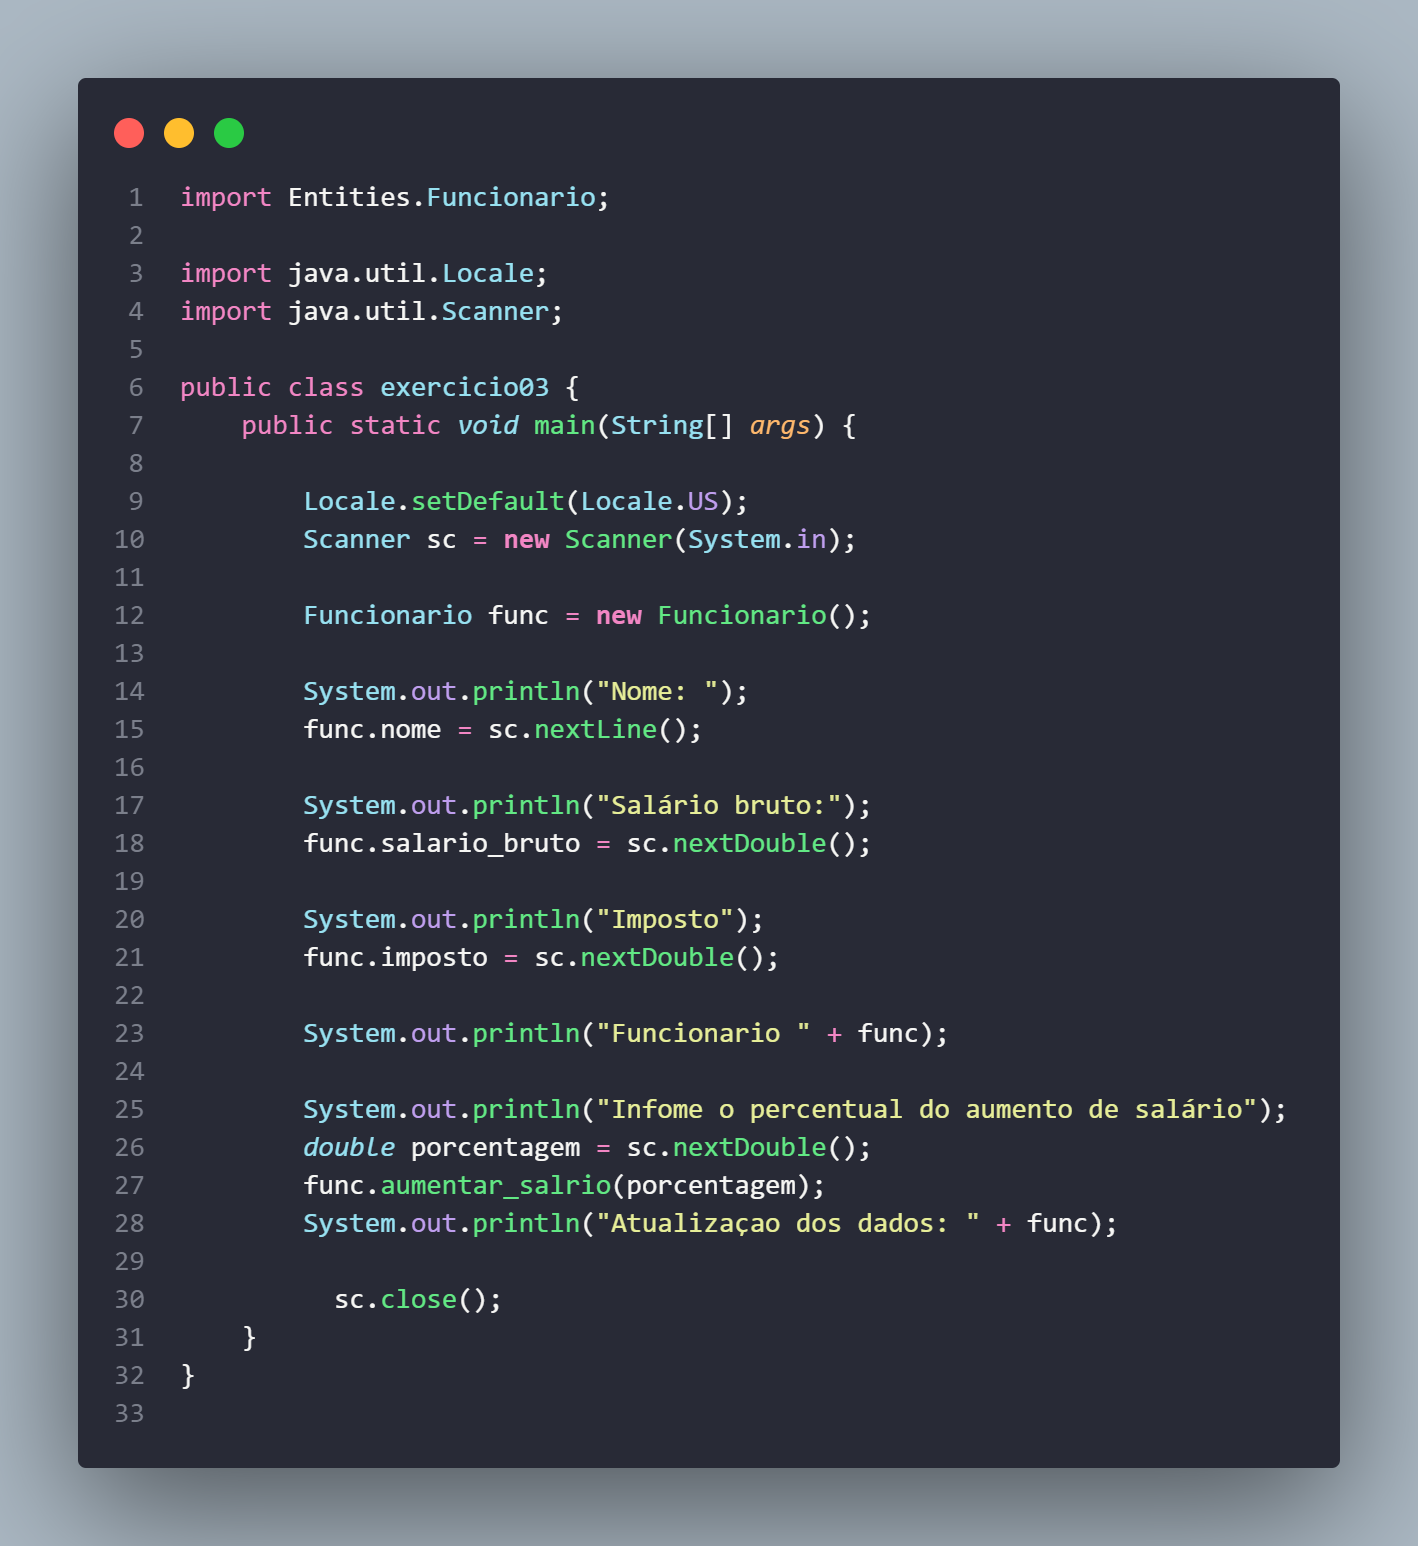 1 import Entities.Funcionario;
2
3 import java.util.Locale;
4 import java.util.Scanner;
5
6 public class exercicio03 {
7     public static void main(String[] args) {
8
9         Locale.setDefault(Locale.US);
10         Scanner sc = new Scanner(System.in);
11
12         Funcionario func = new Funcionario();
13
14         System.out.println("Nome: ");
15         func.nome = sc.nextLine();
16
17         System.out.println("Salário bruto:");
18         func.salario_bruto = sc.nextDouble();
19
20         System.out.println("Imposto");
21         func.imposto = sc.nextDouble();
22
23         System.out.println("Funcionario " + func);
24
25         System.out.println("Infome o percentual do aumento de salário");
26         double porcentagem = sc.nextDouble();
27         func.aumentar_salrio(porcentagem);
28         System.out.println("Atualizaçao dos dados: " + func);
29
30           sc.close();
31     }
32 }
33